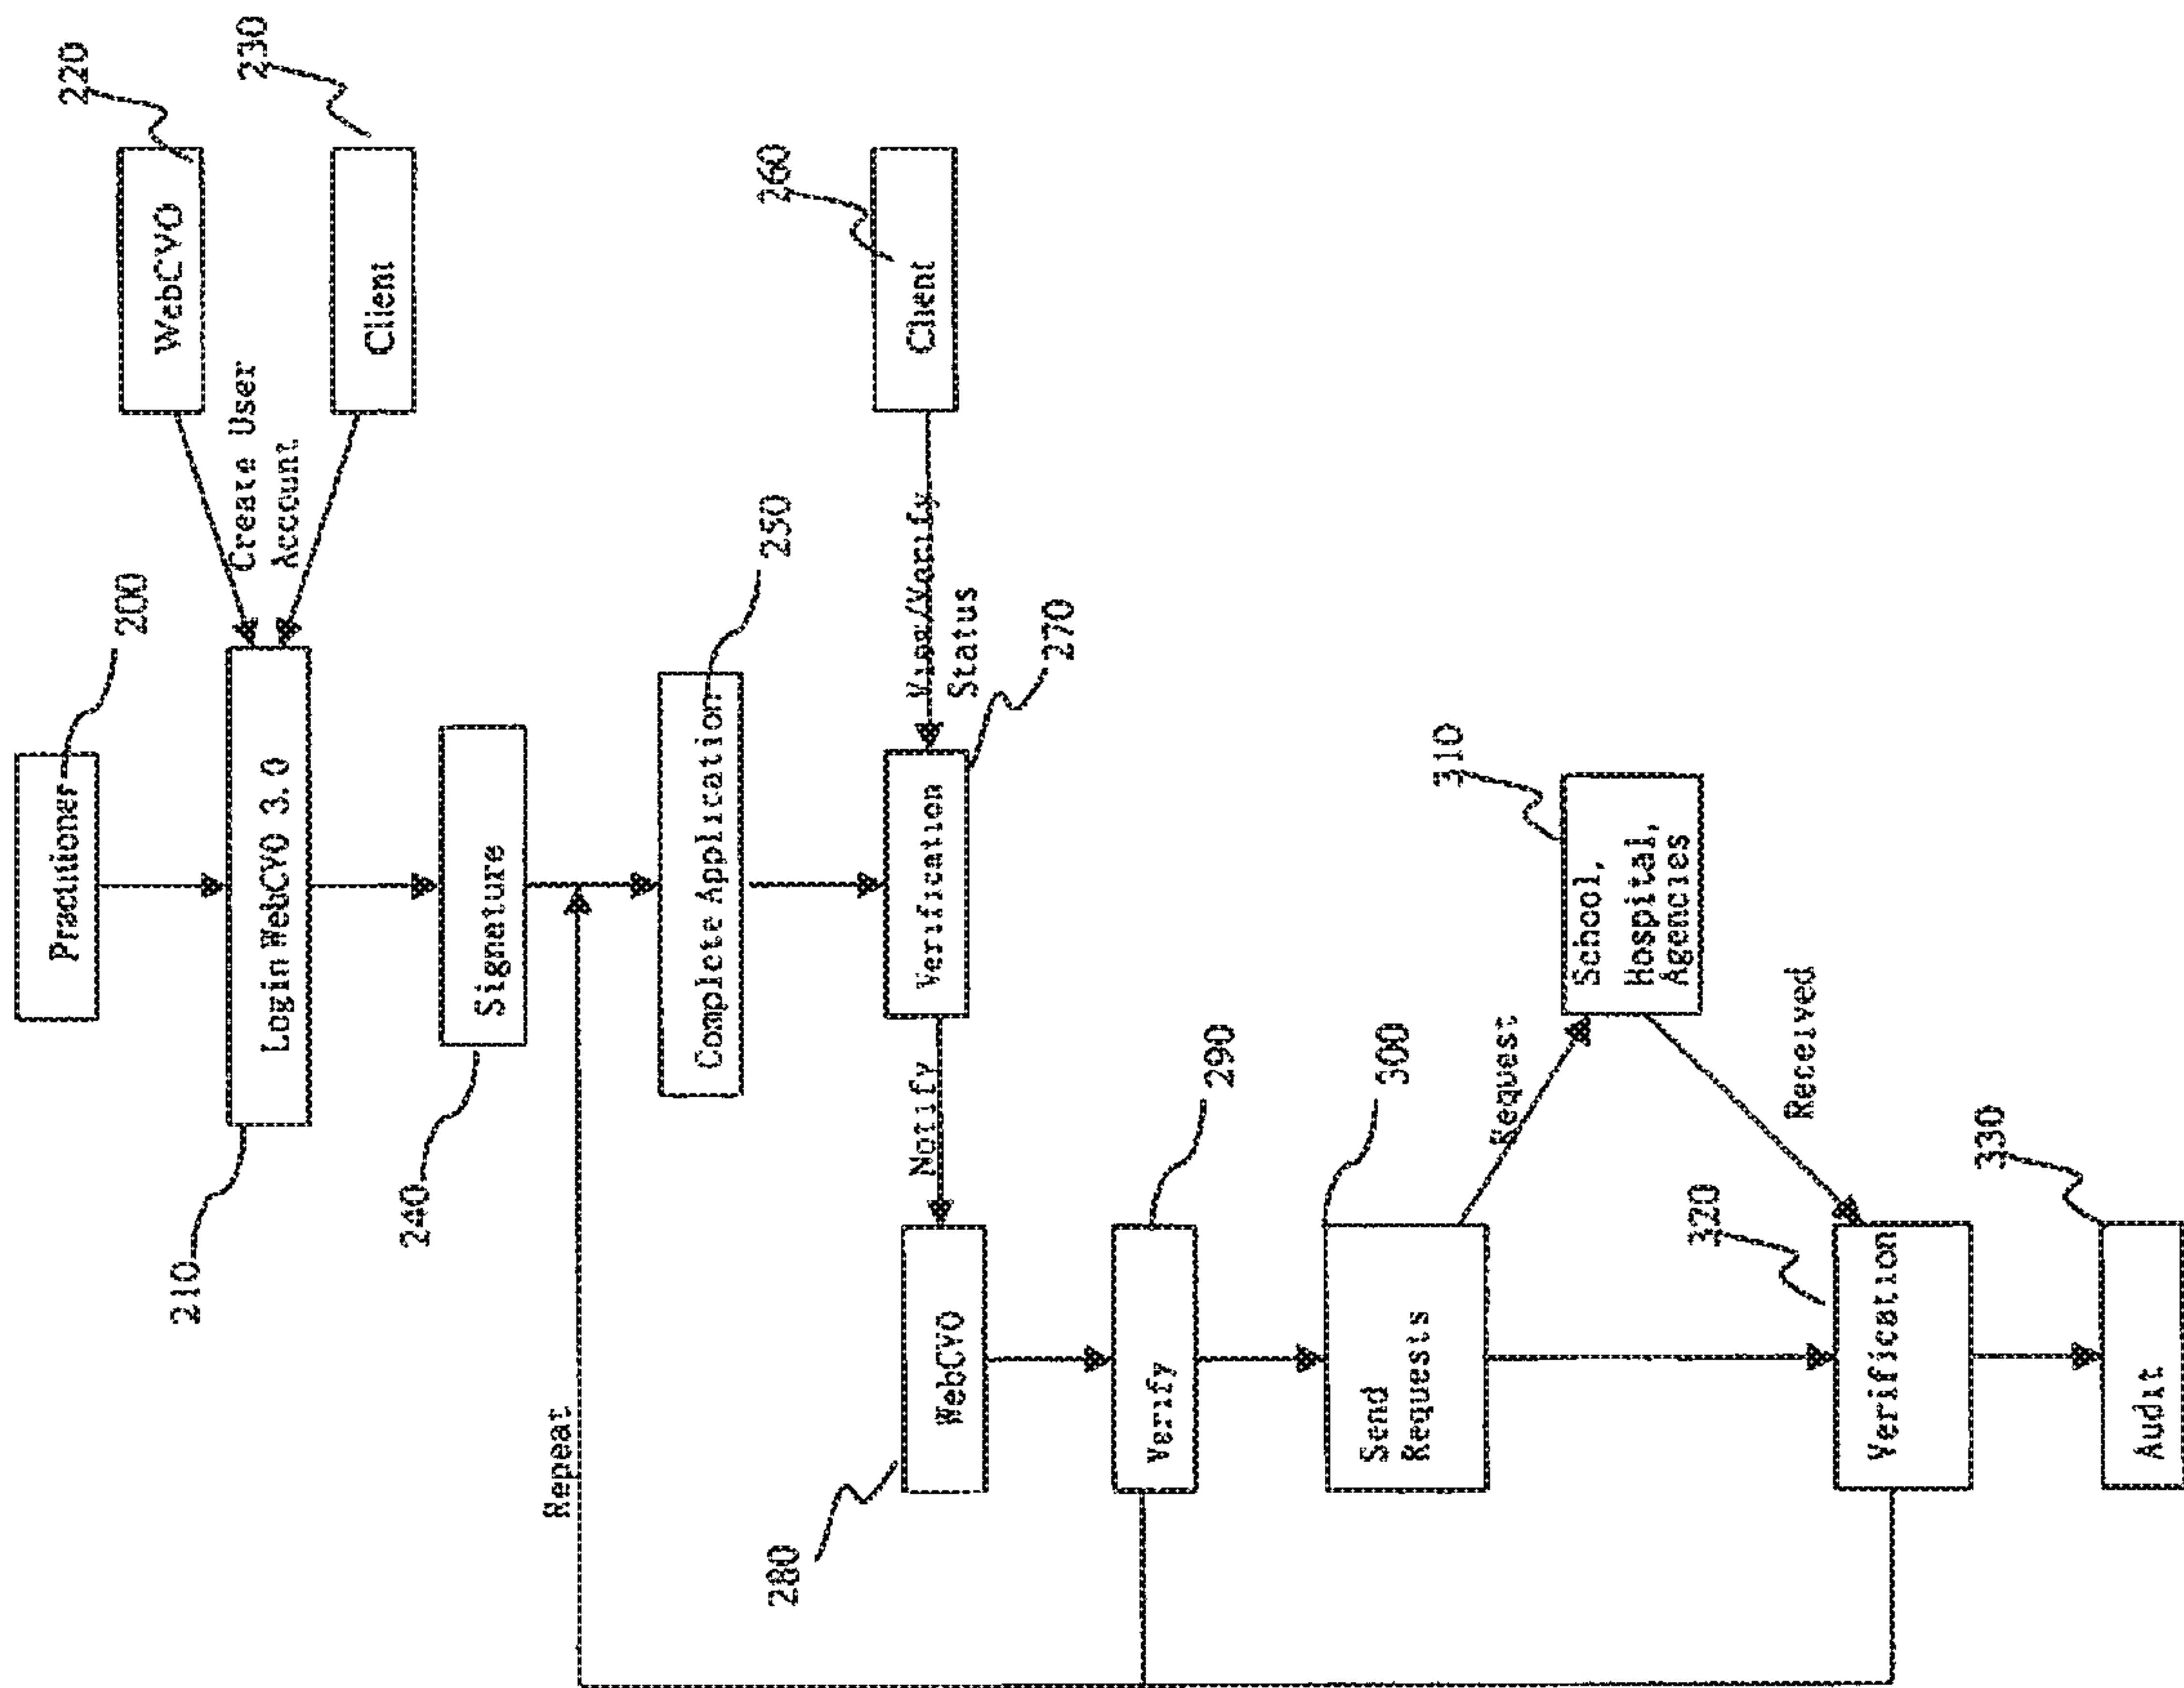 220
WebCVO
230
Client
Create User
Account
200
Practitioner
Login WebCVO 3.0
210
Signature
240
250
Complete Application
260
Client
View/Verify
Status
Verification
270
Notify
Repeat
WebCVO
280
290
Verify
300
Send
Requests
Request
310
School,
Hospital,
Agencies
Received
320
Verification
330
Audit